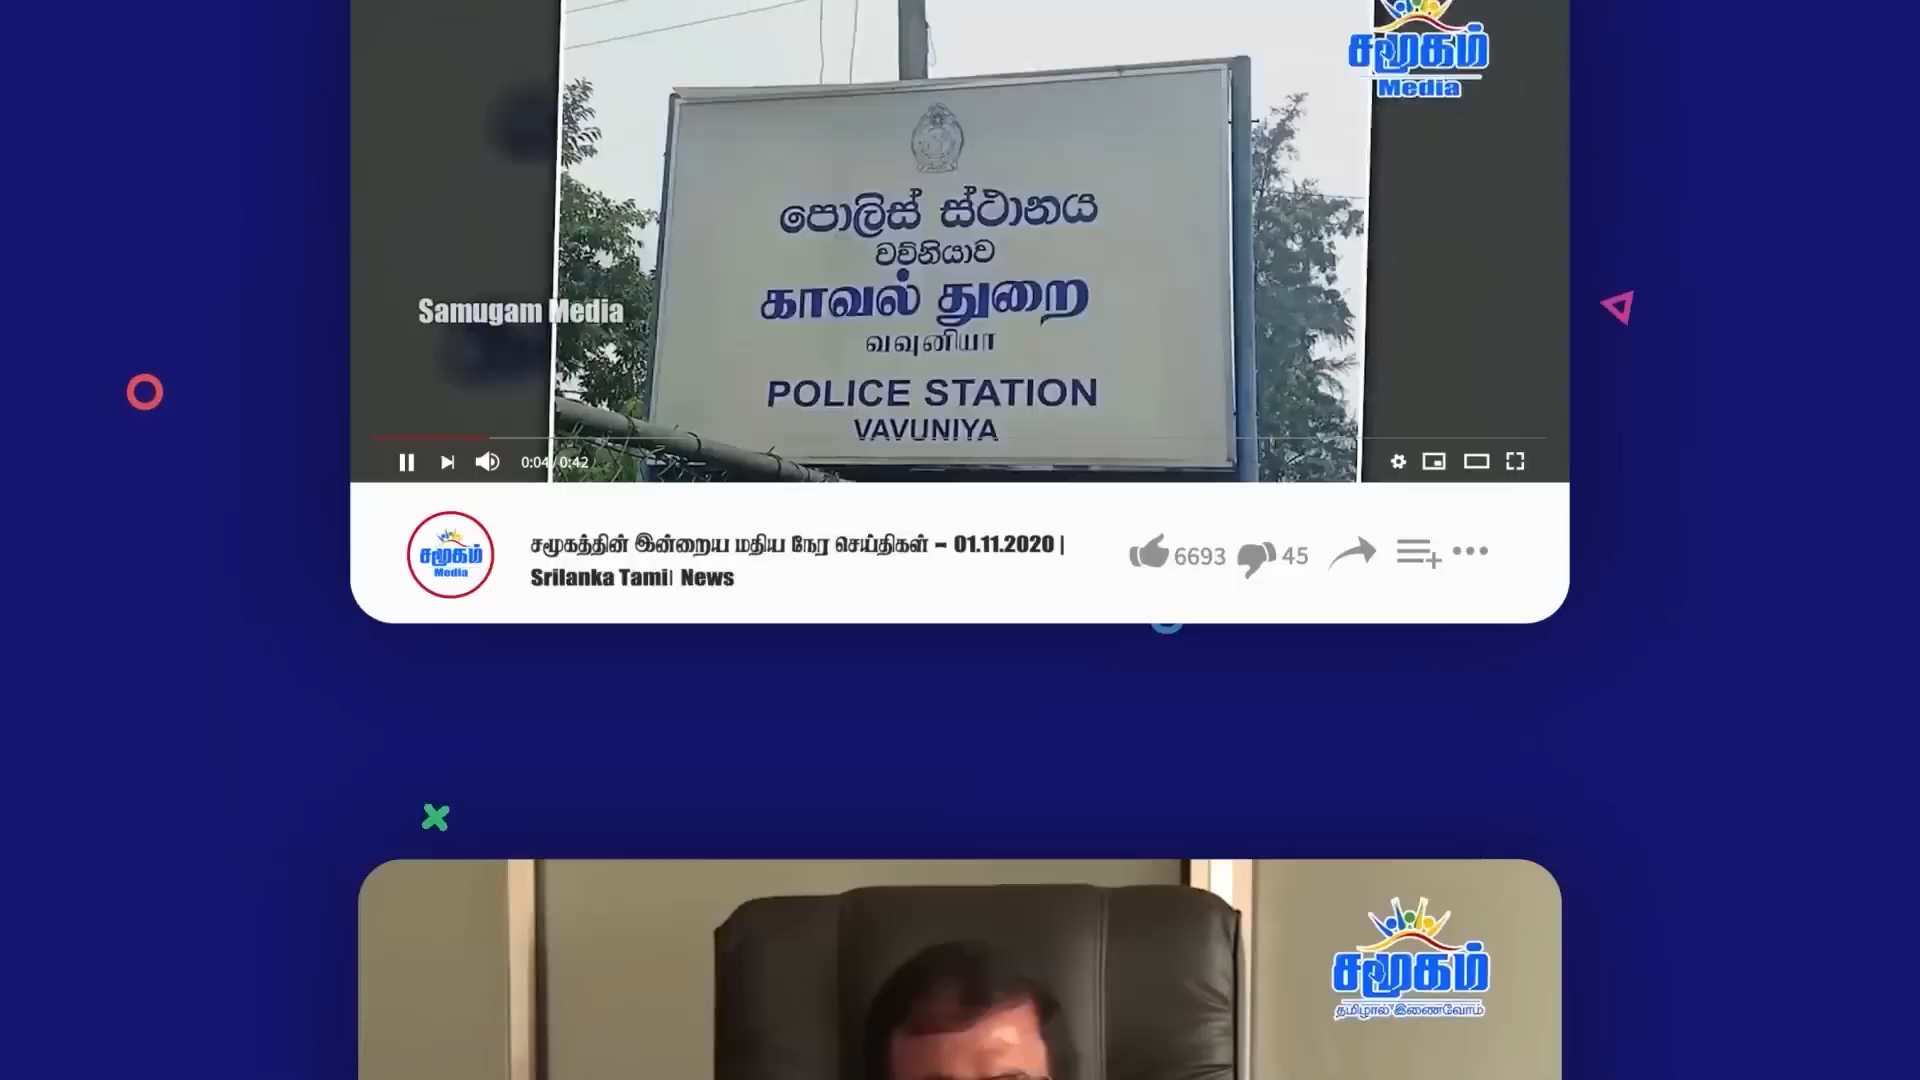 சமூகம்
Media
පොලිස් ස්ථානය
වව්නියාව
காவல் துறை
வவுனியா
POLICE STATION
VAVUNIYA
Samugam Media
0:04 / 0:42
சமூகம்
Media
சமூகத்தின் இன்றைய மதிய நேர செய்திகள் – 01.11.2020 |
Srilanka Tamil News
6693
45
சமூகம்
தமிழால் இணைவோம்